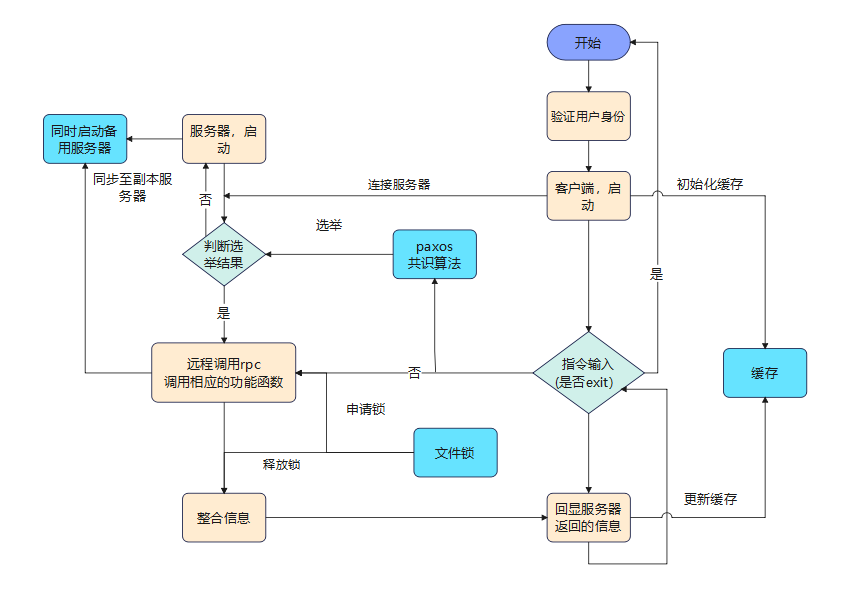 开始
验证用户身份
同时启动备
用服务器
服务器，启
动
同步至副本服
务器
否
连接服务器
客户端，启
动
初始化缓存
选举
判断选
举结果
paxos
共识算法
是
是
远程调用rpc
调用相应的功能函数
否
指令输入
(是否exit)
缓存
申请锁
文件锁
释放锁
整合信息
回显服务器
返回的信息
更新缓存